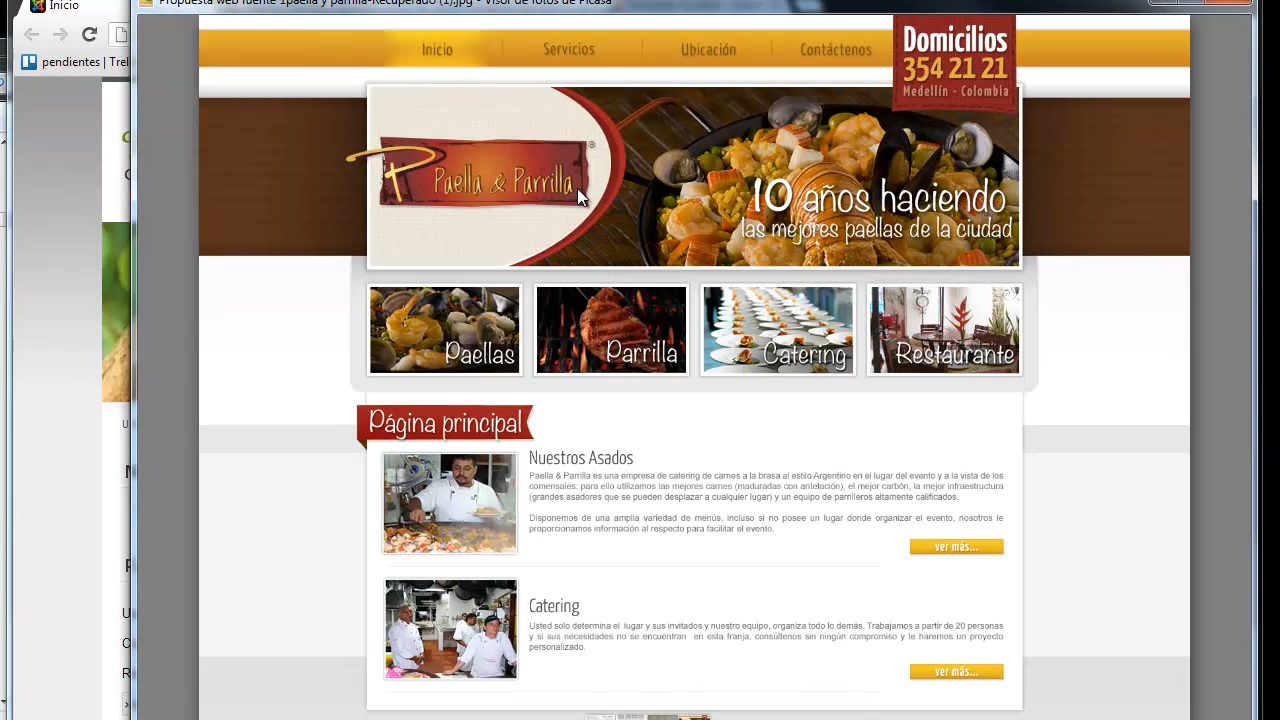 Inicio
Propuesta web fuente 1paella y parrilla-Recuperado (1).jpg - Visor de fotos de Picasa
pendientes | Trel
Inicio
Servicios
Ubicación
Contáctenos
Domicilios
354 21 21
Medellín - Colombia
Paella & Parrilla ®
10 años haciendo
las mejores paellas de la ciudad
Paellas
Parrilla
Catering
Restaurante
Página principal
Nuestros Asados
Paella & Parrilla es una empresa de catering de carnes a la brasa al estilo Argentino en el lugar del evento y a la vista de los
comensales; para ello utilizamos las mejores carnes (maduradas con antelación), el mejor carbón, la mejor infraestructura
(grandes asadores que se pueden desplazar a cualquier lugar) y un equipo de parrilleros altamente calificados.
Disponemos de una amplia variedad de menús, incluso si no posee un lugar donde organizar el evento, nosotros le
proporcionamos información al respecto para facilitar el evento.
ver más...
Catering
Usted solo determina el lugar y sus invitados y nuestro equipo, organiza todo lo demás. Trabajamos a partir de 20 personas
y si sus necesidades no se encuentran en esta franja, consúllenos sin ningún compromiso y le haremos un proyecto
personalizado.
ver más...